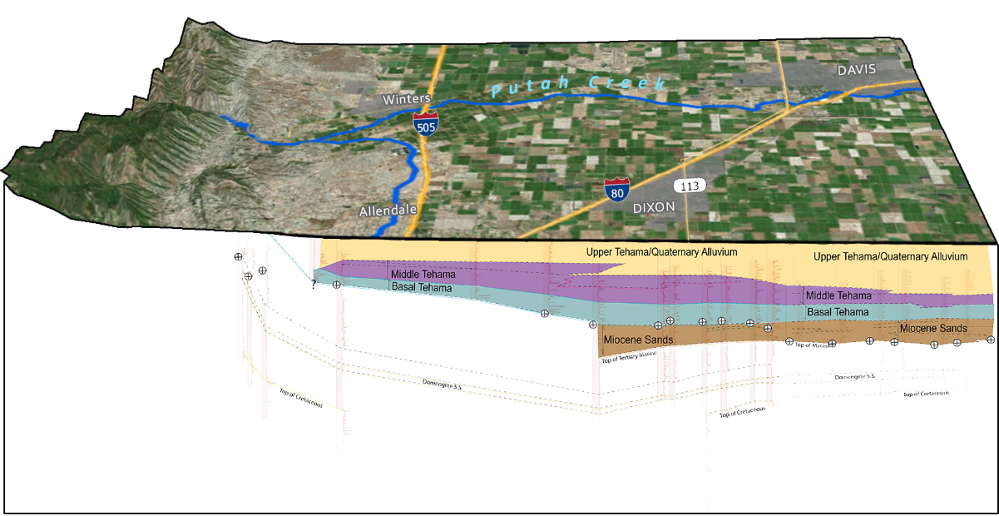 DAVIS
Putah Creek
Winters
505
113
80
DIXON
Allendale
Upper Tehama/Quaternary Alluvium
Upper Tehama/Quaternary Alluvium
Middle Tehama
?
Basal Tehama
Middle Tehama
Basal Tehama
Miocene Sands
Miocene Sands
Top of Marine
Top of Tertiary Marine
Domengine S.S.
Domengine S.S.
Top of Cretaceous
Top of Cretaceous
Top of Cretaceous